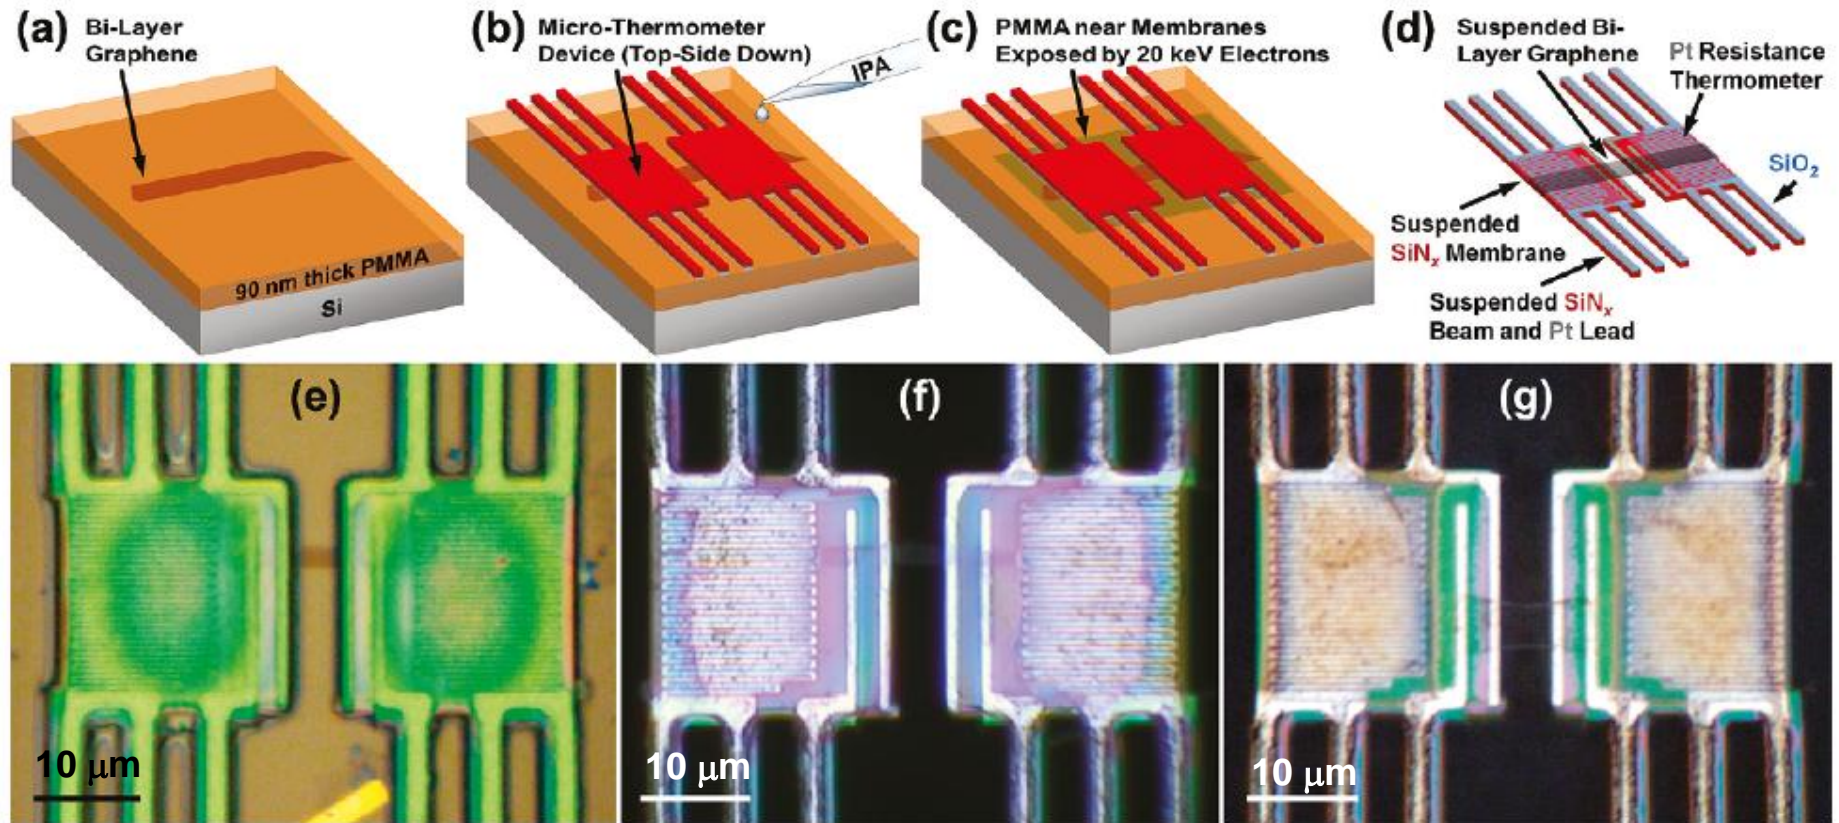 (a)
Bi-Layer
Graphene
90 nm thick PMMA
Si
(b)
Micro-Thermometer
Device (Top-Side Down)
IPA
(c)
PMMA near Membranes
Exposed by 20 keV Electrons
(d)
Suspended Bi-
Layer Graphene
Pt Resistance
Thermometer
SiO₂
Suspended
SiNₓ Membrane
Suspended SiNₓ
Beam and Pt Lead
(e)
10 μm
(f)
10 μm
(g)
10 μm